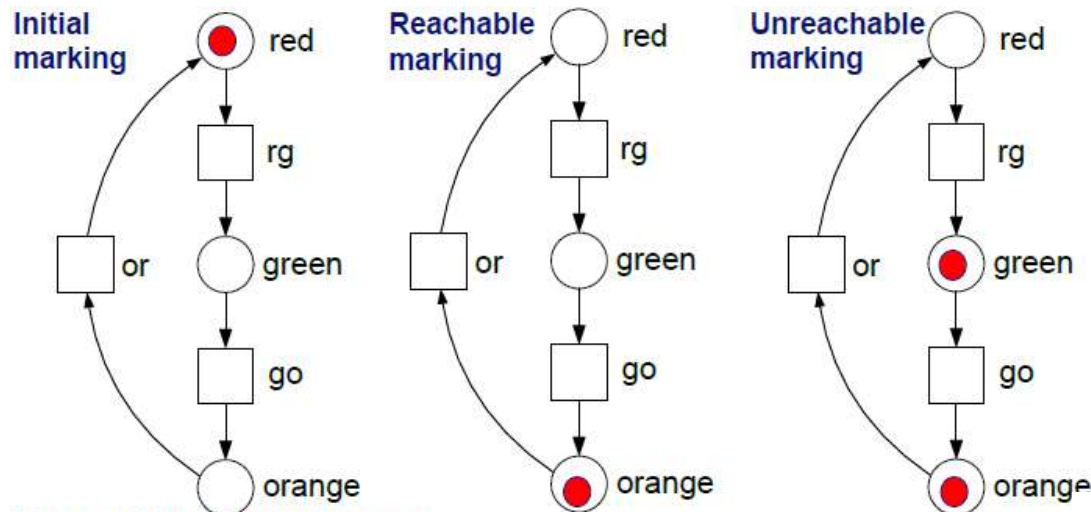 Initial
marking
red
rg
or
green
go
orange
Reachable
marking
red
rg
or
green
go
orange
Unreachable
marking
red
rg
or
green
go
orange